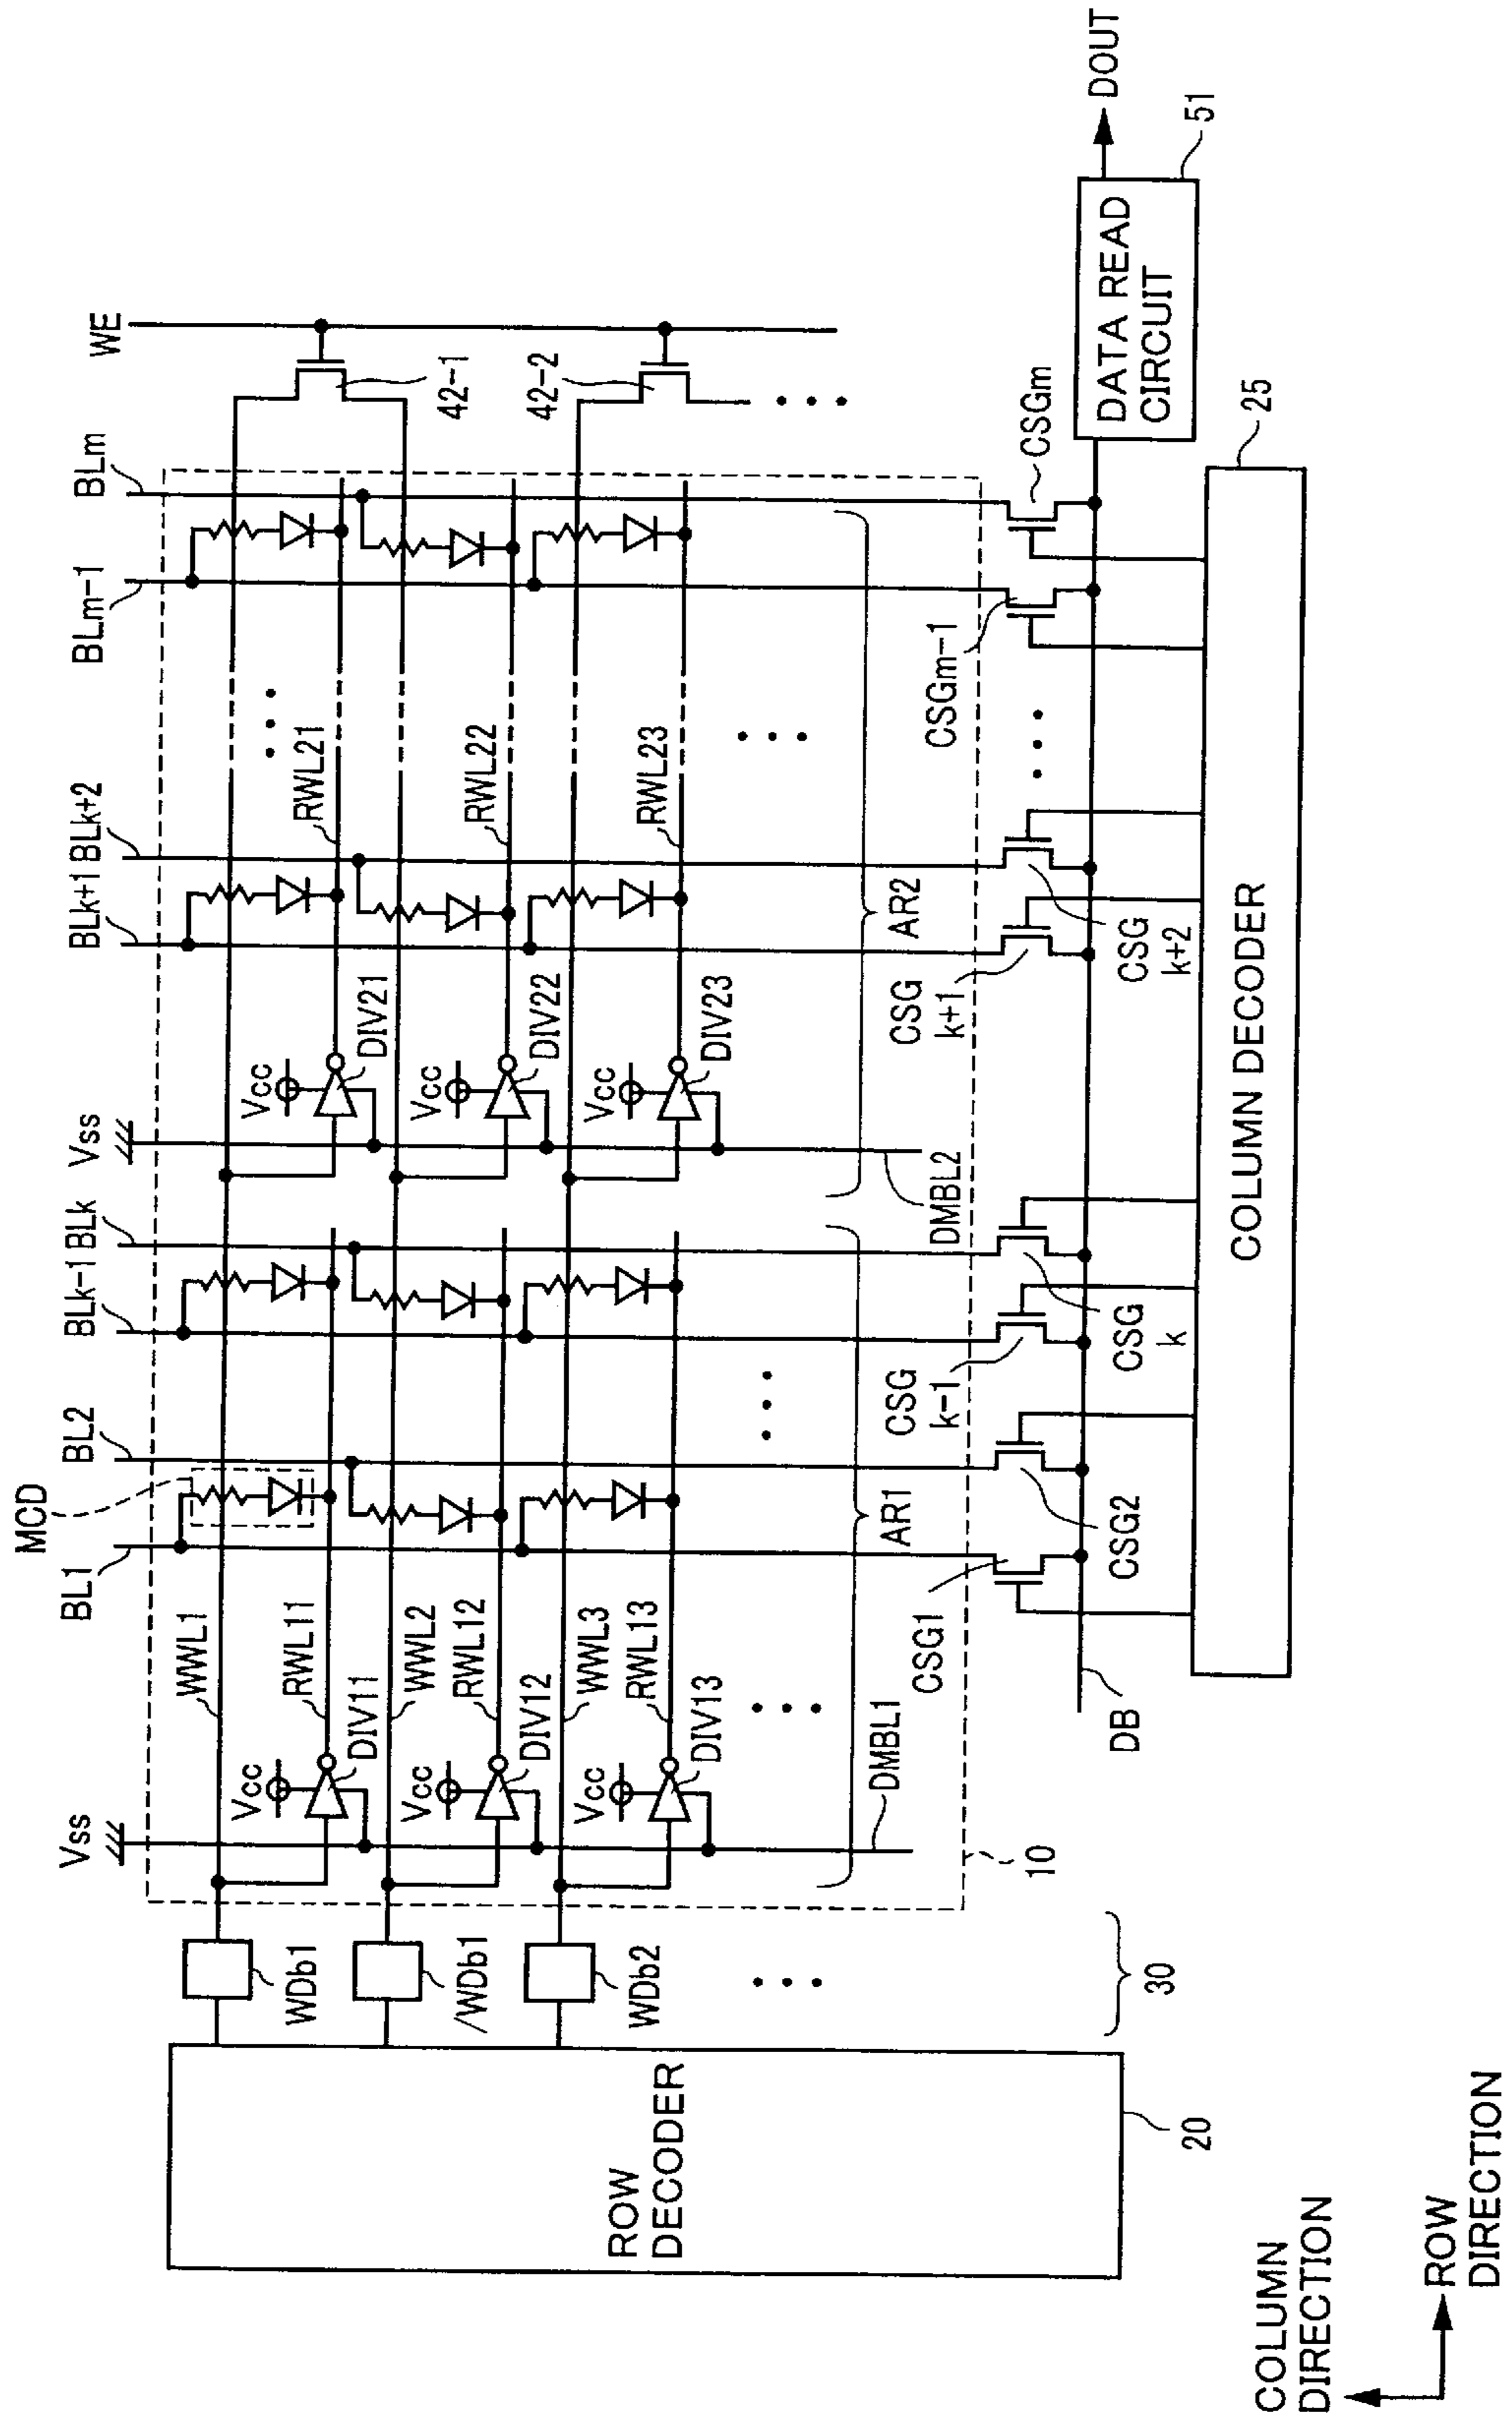 Vss
BL1
MCD
BL2
BLk-1
BLk
Vss
BLk+1
BLk+2
BLm-1
BLm
WE
WWL1
Vcc
RWL11
DIV11
Vcc
DIV21
RWL21
42-1
WDb1
WWL2
Vcc
RWL12
DIV12
Vcc
DIV22
RWL22
42-2
/WDb1
WWL3
Vcc
RWL13
DIV13
Vcc
DIV23
RWL23
WDb2
ROW
DECODER
20
30
10
DMBL1
AR1
DMBL2
AR2
CSG1
CSG2
CSG
k-1
CSG
k
CSG
k+1
CSG
k+2
CSGm-1
CSGm
DB
DATA READ
CIRCUIT
51
DOUT
COLUMN DECODER
25
COLUMN
DIRECTION
ROW
DIRECTION